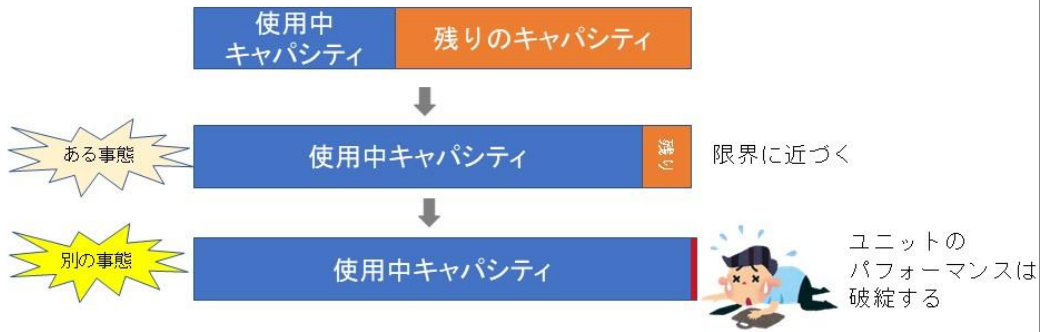 使用中
キャパシティ
残りのキャパシティ
ある事態
使用中キャパシティ
残り
限界に近づく
別の事態
使用中キャパシティ
ユニットの
パフォーマンスは
破綻する